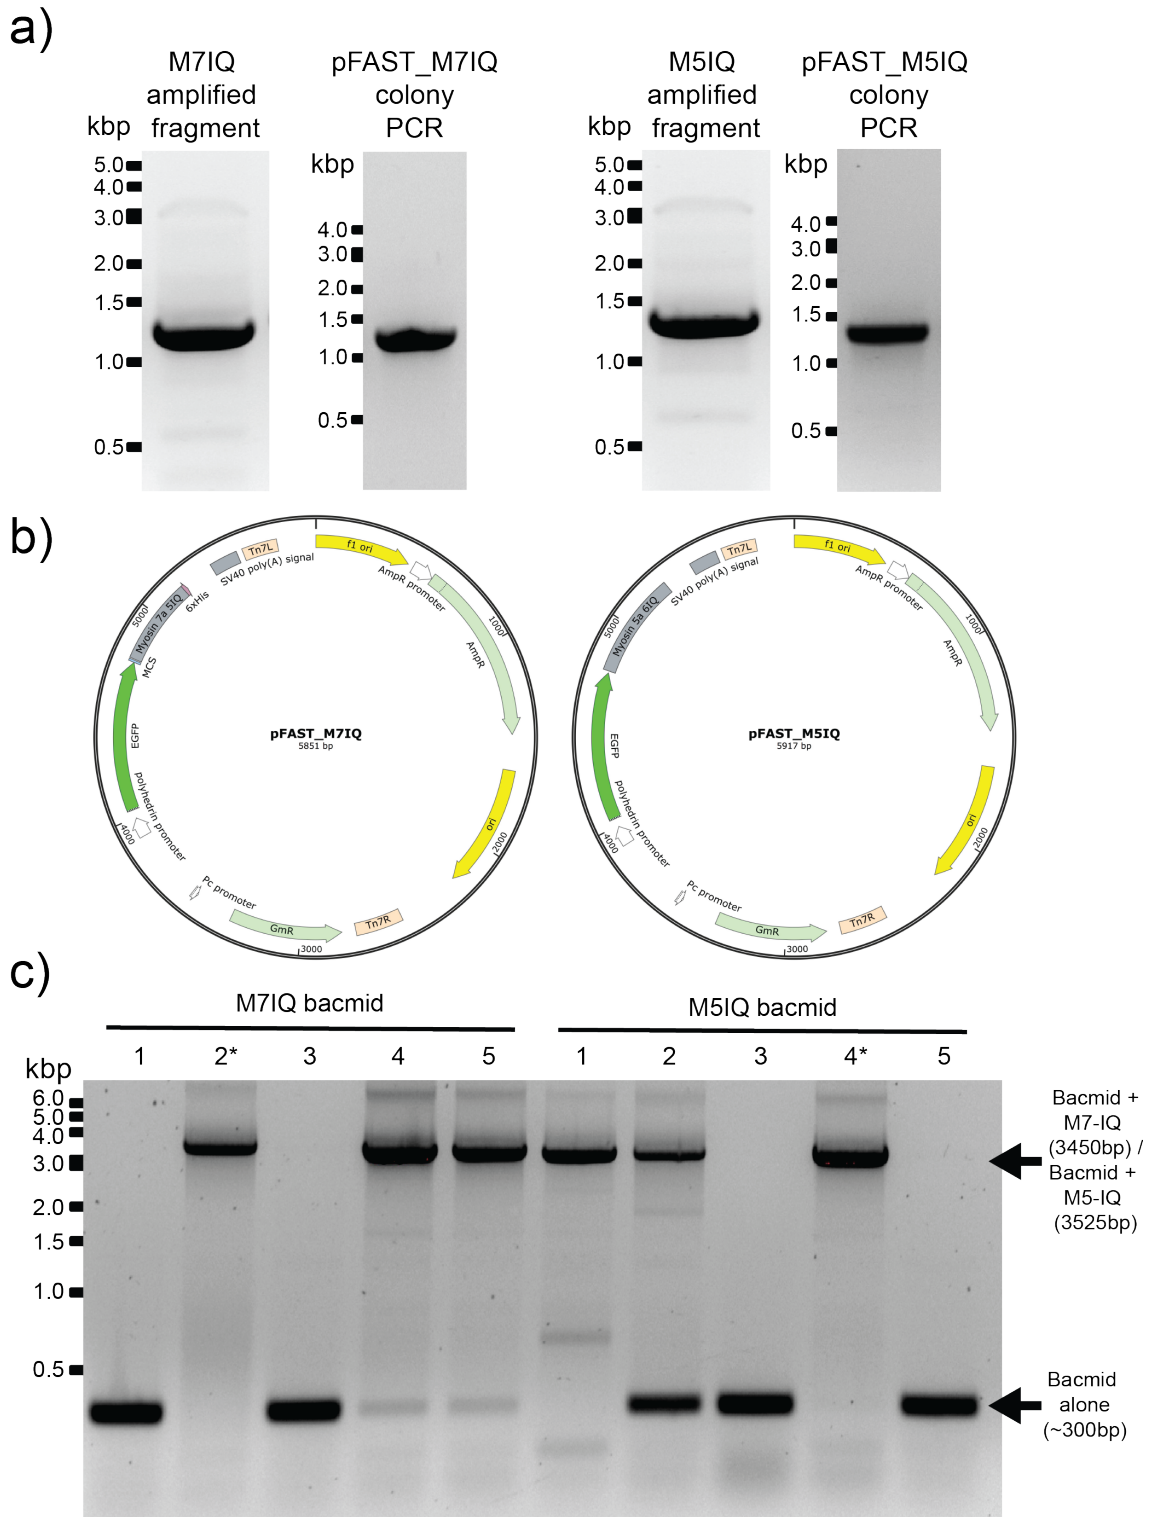 a)
M7IQ
amplified
fragment
pFAST_M7IQ
colony
PCR
M5IQ
amplified
fragment
pFAST_M5IQ
colony
PCR
kbp
5.0
4.0
3.0
2.0
1.5
1.0
0.5
kbp
4.0
3.0
2.0
1.5
1.0
0.5
kbp
5.0
4.0
3.0
2.0
1.5
1.0
0.5
kbp
4.0
3.0
2.0
1.5
1.0
0.5
b)
Tn7L
SV40 poly(A) signal
f1 ori
AmpR promoter
1000
AmpR
ori
2000
Tn7R
3000
GmR
Pc promoter
polyhedrin promoter
4000
EGFP
MCS
Myosin 7a 5IQ
6xHis
5000
pFAST_M7IQ
5851 bp
Tn7L
SV40 poly(A) signal
f1 ori
AmpR promoter
1000
AmpR
ori
2000
Tn7R
3000
GmR
Pc promoter
polyhedrin promoter
4000
EGFP
Myosin 5a 6IQ
5000
pFAST_M5IQ
5917 bp
c)
M7IQ bacmid
M5IQ bacmid
1 2* 3 4 5 1 2 3 4* 5
kbp
6.0
5.0
4.0
3.0
2.0
1.5
1.0
0.5
Bacmid +
M7-IQ
(3450bp) /
Bacmid +
M5-IQ
(3525bp)
Bacmid
alone
(~300bp)